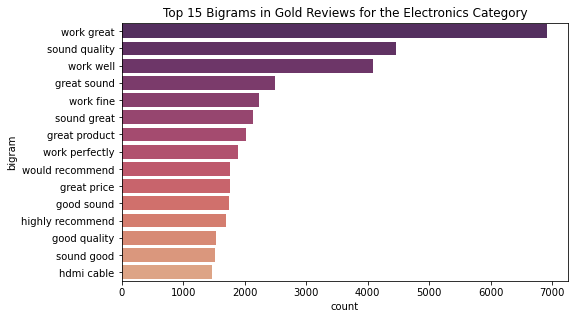 Top 15 Bigrams in Gold Reviews for the Electronics Category
work great
sound quality
work well
great sound
work fine
sound great
great product
work perfectly
would recommend
great price
good sound
highly recommend
good quality
sound good
hdmi cable
bigram
0 1000 2000 3000 4000 5000 6000 7000
count